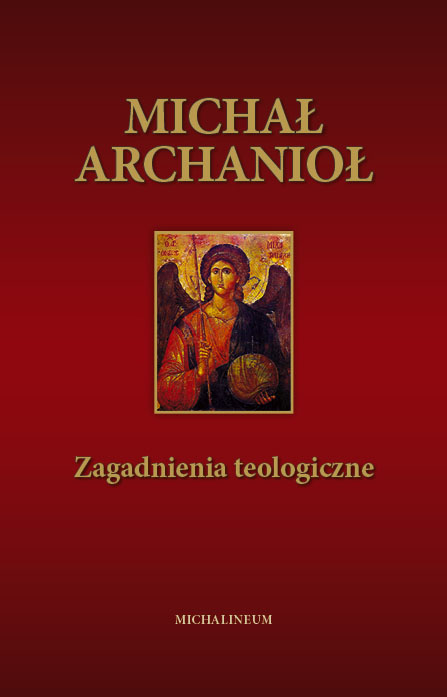 MICHAŁ
ARCHANIOŁ
Zagadnienia teologiczne
MICHALINEUM